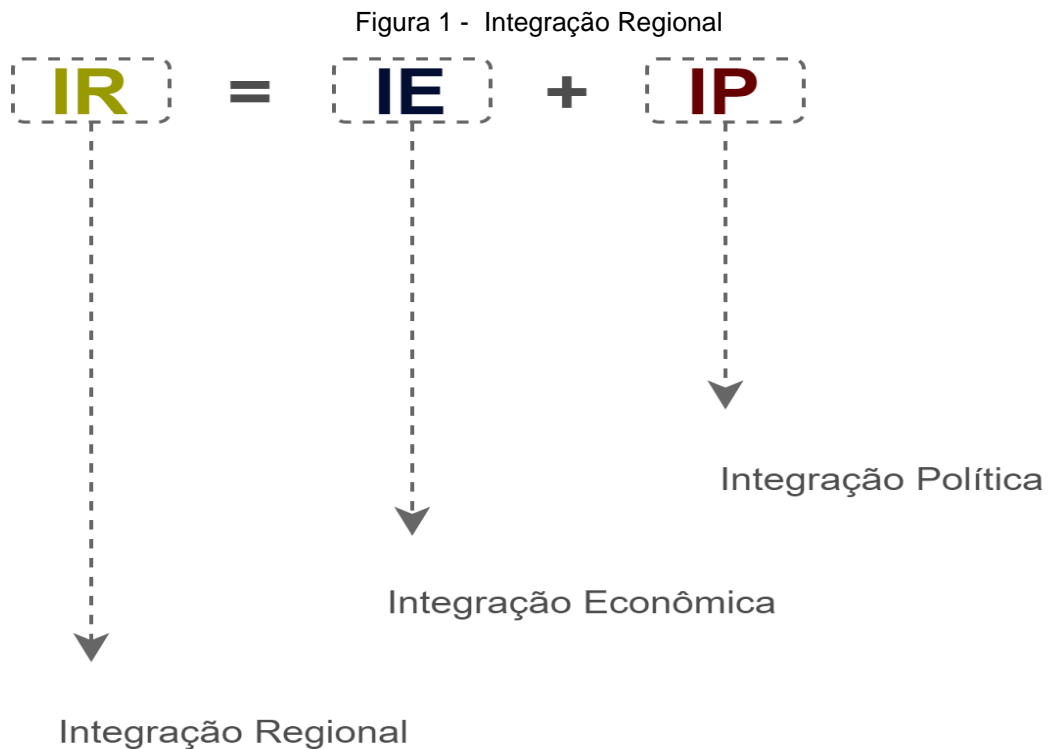 Figura 1 - Integração Regional
IR = IE + IP
Integração Política
Integração Econômica
Integração Regional